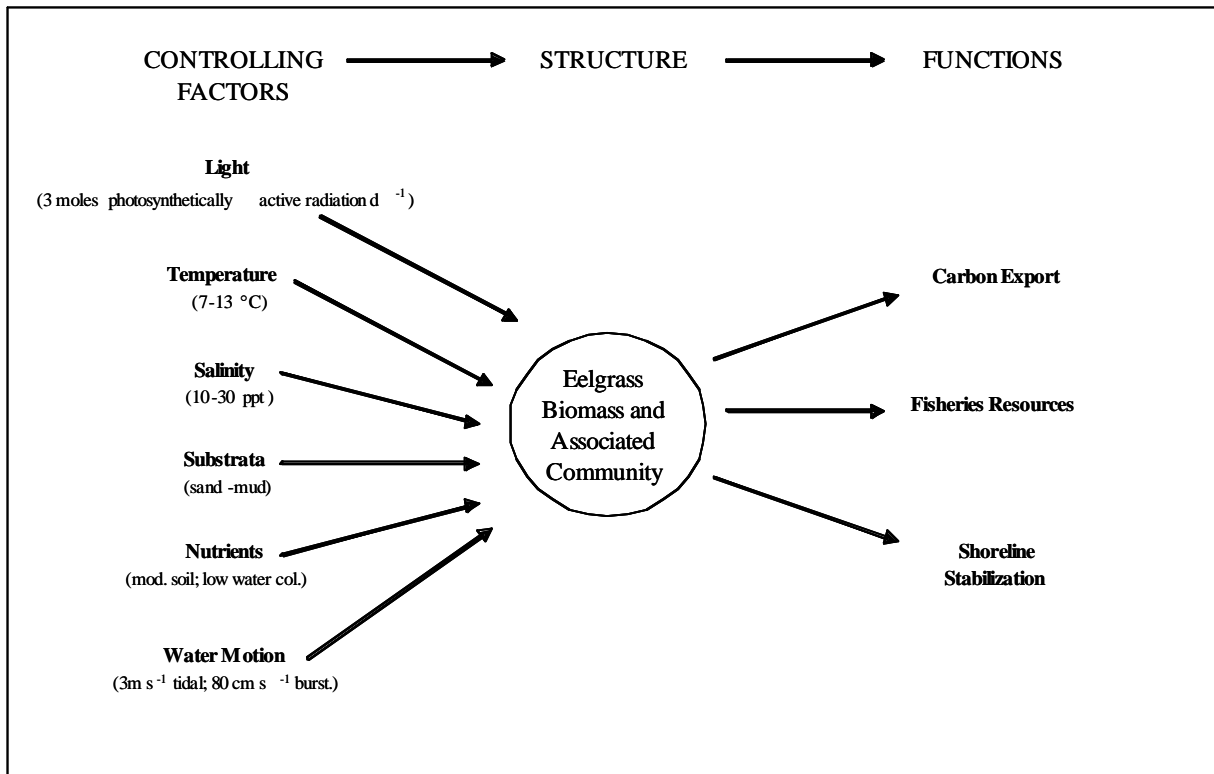 CONTROLLING FACTORS
STRUCTURE
FUNCTIONS
Light
(3 moles photosynthetically active radiation d -1)
Temperature
(7-13 °C)
Salinity
(10-30 ppt)
Substrata
(sand -mud)
Nutrients
(mod. soil; low water col.)
Water Motion
(3m s-1 tidal; 80 cm s -1 burst.)
Eelgrass
Biomass and
Associated
Community
Carbon Export
Fisheries Resources
Shoreline
Stabilization